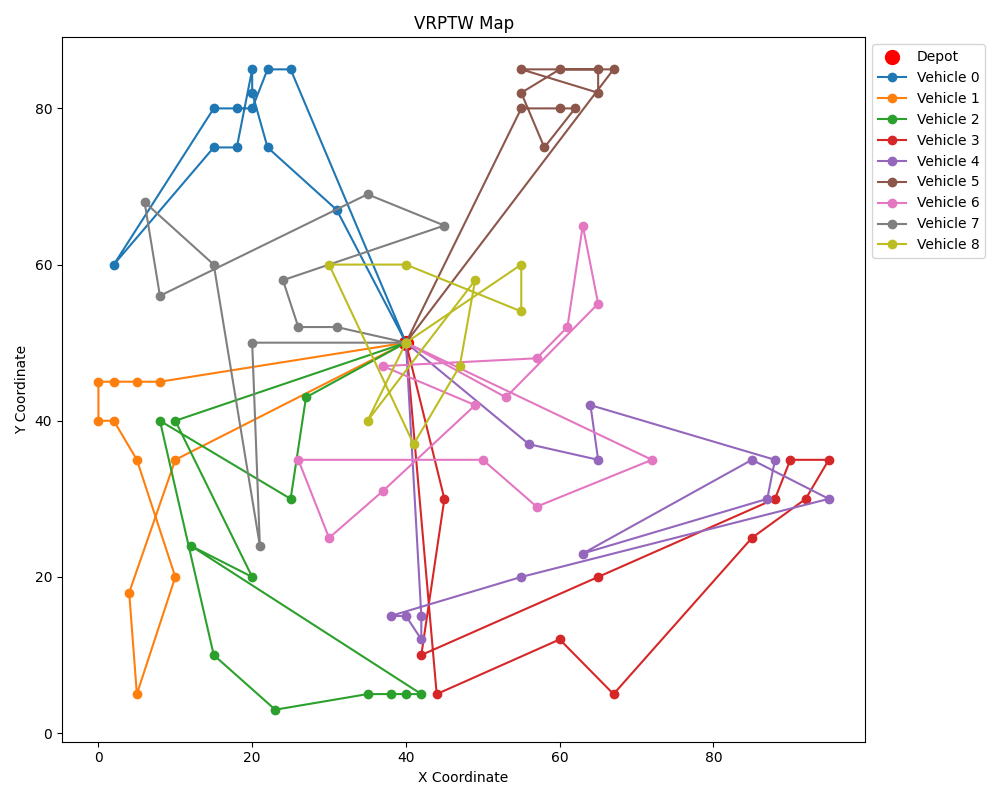 VRPTW Map
Depot
Vehicle 0
Vehicle 1
Vehicle 2
Vehicle 3
Vehicle 4
Vehicle 5
Vehicle 6
Vehicle 7
Vehicle 8
Y Coordinate
80
60
40
20
0
0 20 40 60 80
X Coordinate